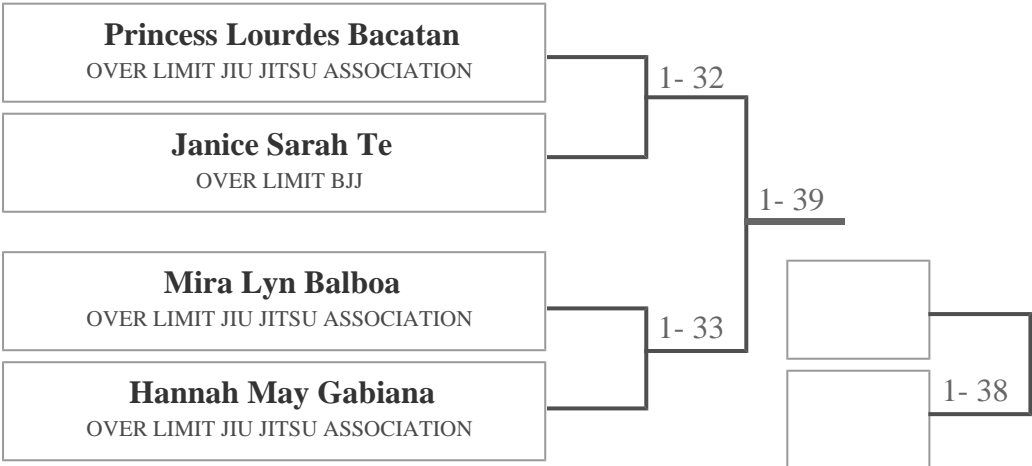 Princess Lourdes Bacatan
OVER LIMIT JIU JITSU ASSOCIATION
1- 32
Janice Sarah Te
OVER LIMIT BJJ
1- 39
Mira Lyn Balboa
OVER LIMIT JIU JITSU ASSOCIATION
1- 33
Hannah May Gabiana
OVER LIMIT JIU JITSU ASSOCIATION
1- 38